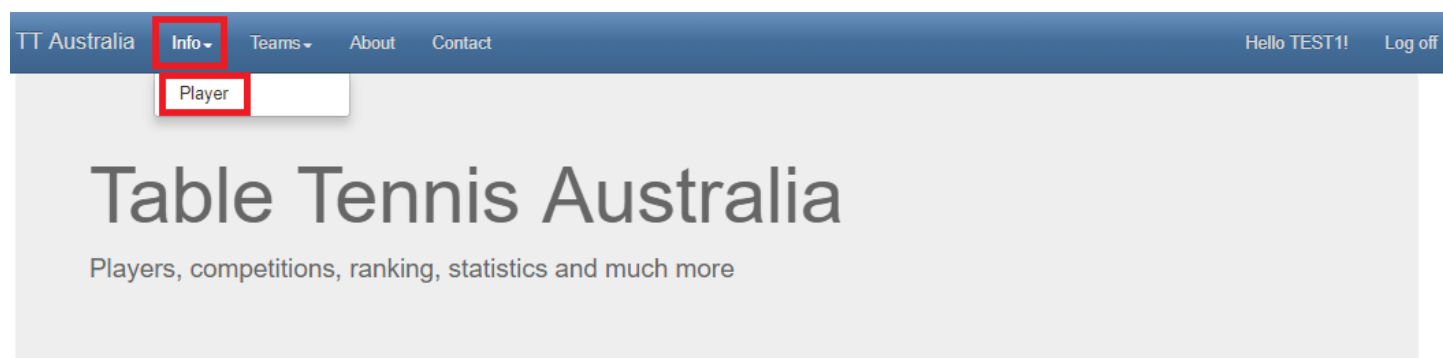 TT Australia Info Teams About Contact Hello TEST1! Log off
Player
Table Tennis Australia
Players, competitions, ranking, statistics and much more